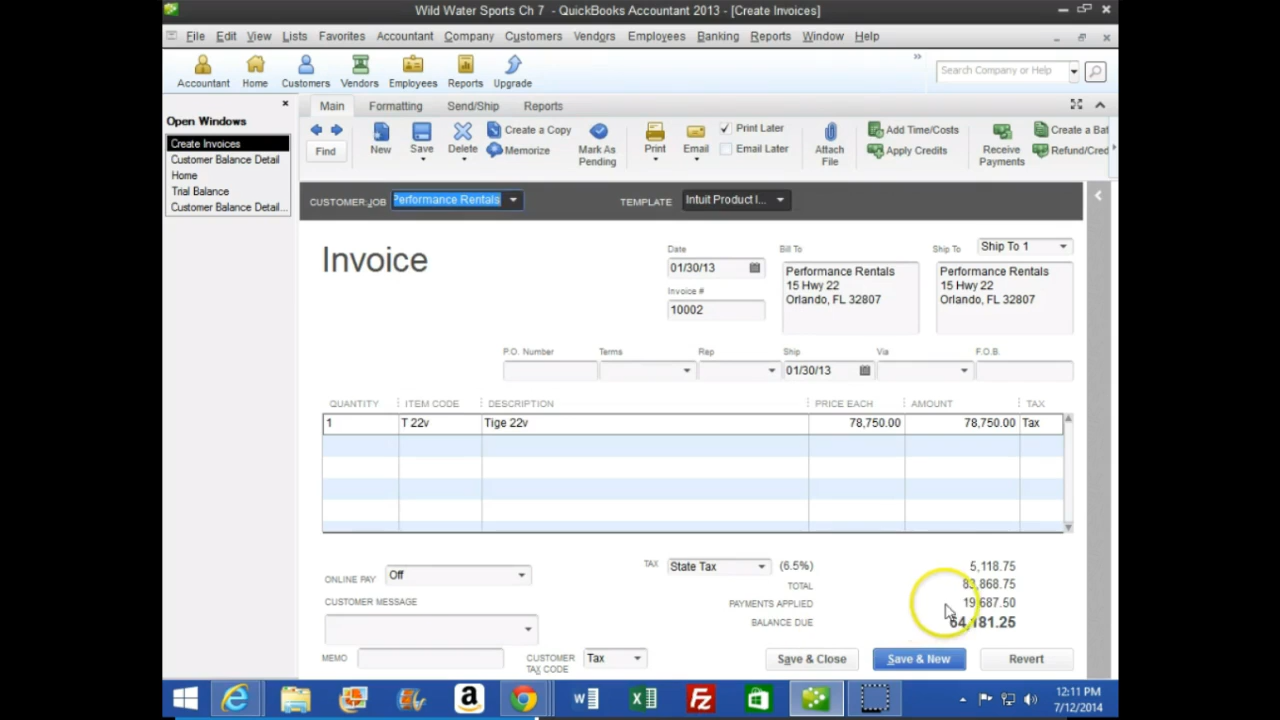 Wild Water Sports Ch 7 - QuickBooks Accountant 2013 - [Create Invoices]
File Edit View Lists Favorites Accountant Company Customers Vendors Employees Banking Reports Window Help
Accountant Home Customers Vendors Employees Reports Upgrade
Search Company or Help
Open Windows
Create Invoices
Customer Balance Detail
Home
Trial Balance
Customer Balance Detail...
Main Formatting Send/Ship Reports
Find New Save Delete Create a Copy Memorize Mark As Pending Print Email Print Later Email Later Attach File Add Time/Costs Apply Credits Receive Payments Create a Bat Refund/Cred
CUSTOMER:JOB Performance Rentals TEMPLATE Intuit Product I...
Invoice
Date
01/30/13
Invoice #
10002
Bill To
Performance Rentals
15 Hwy 22
Orlando, FL 32807
Ship To Ship To 1
Performance Rentals
15 Hwy 22
Orlando, FL 32807
P.O. Number Terms Rep Ship Via F.O.B.
01/30/13
QUANTITY ITEM CODE DESCRIPTION PRICE EACH AMOUNT TAX
1 T 22v Tige 22v 78,750.00 78,750.00 Tax
TAX State Tax (6.5%) 5,118.75
TOTAL 83,868.75
PAYMENTS APPLIED 19,687.50
BALANCE DUE 64,181.25
ONLINE PAY Off
CUSTOMER MESSAGE
MEMO
CUSTOMER TAX CODE Tax
Save & Close Save & New Revert
12:11 PM
7/12/2014